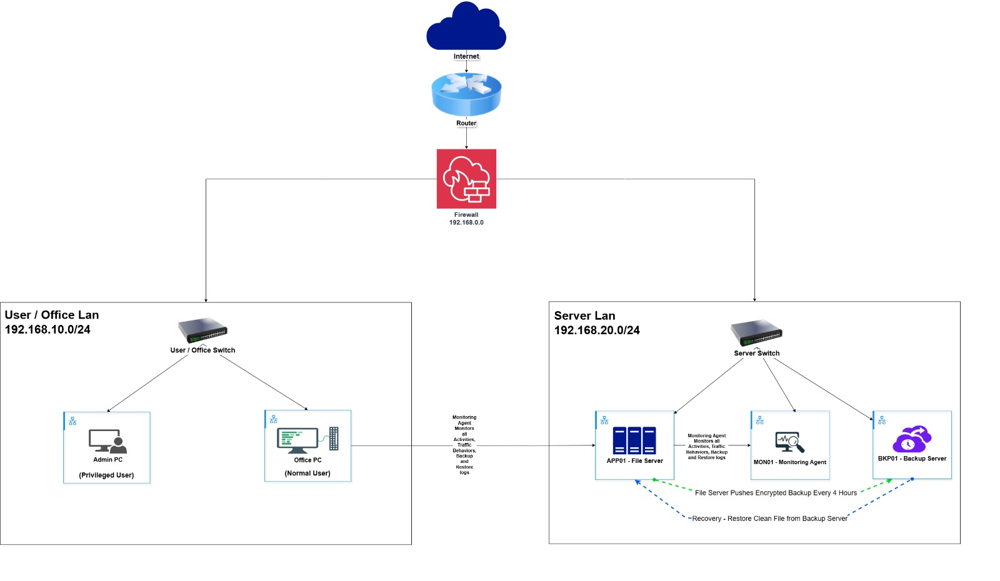 Internet
Router
Firewall
192.168.0.0
User / Office Lan
192.168.10.0/24
User / Office Switch
Admin PC
(Privileged User)
Office PC
(Normal User)
Monitoring
Agent
Monitors
all
Activities,
Traffic
Behaviors,
Backup
and
Restore
logs
Server Lan
192.168.20.0/24
Server Switch
APP01 - File Server
Monitoring Agent
Monitors all
Activities, Traffic
Behaviors, Backup
and Restore logs
MON01 - Monitoring Agent
BKP01 - Backup Server
File Server Pushes Encrypted Backup Every 4 Hours
Recovery - Restore Clean File from Backup Server